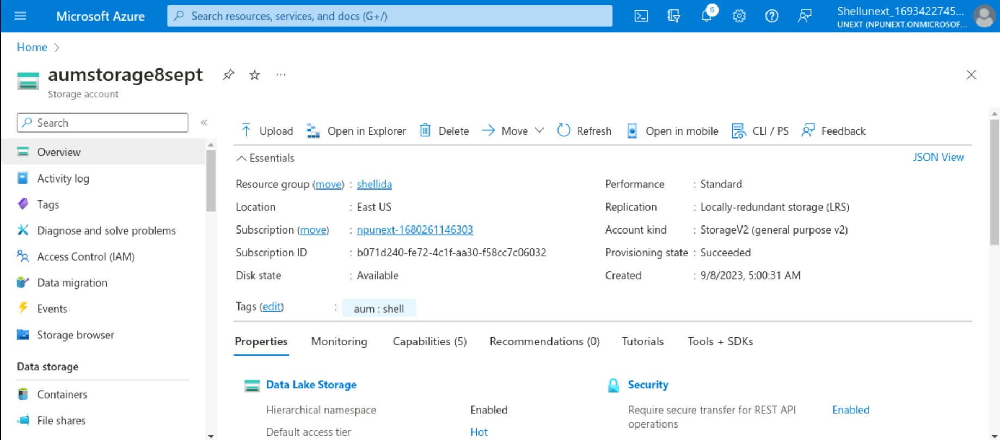 Microsoft Azure
Search resources, services, and docs (G+/)
6
Shellunext_1693422745...
UNEXT (NPUNEXT.ONMICROSOF...
Home
aumstorage8sept
Storage account
Search
Upload Open in Explorer Delete Move Refresh Open in mobile CLI / PS Feedback
Overview
Activity log
Tags
Diagnose and solve problems
Access Control (IAM)
Data migration
Events
Storage browser
Data storage
Containers
File shares
Essentials
JSON View
Resource group (move) : shellida
Location : East US
Subscription (move) : npunext-1680261146303
Subscription ID : b071d240-fe72-4c1f-aa30-f58cc7c06032
Disk state : Available
Performance : Standard
Replication : Locally-redundant storage (LRS)
Account kind : StorageV2 (general purpose v2)
Provisioning state : Succeeded
Created : 9/8/2023, 5:00:31 AM
Tags (edit) : aum : shell
Properties Monitoring Capabilities (5) Recommendations (0) Tutorials Tools + SDKs
Data Lake Storage
Hierarchical namespace Enabled
Default access tier Hot
Security
Require secure transfer for REST API Enabled
operations